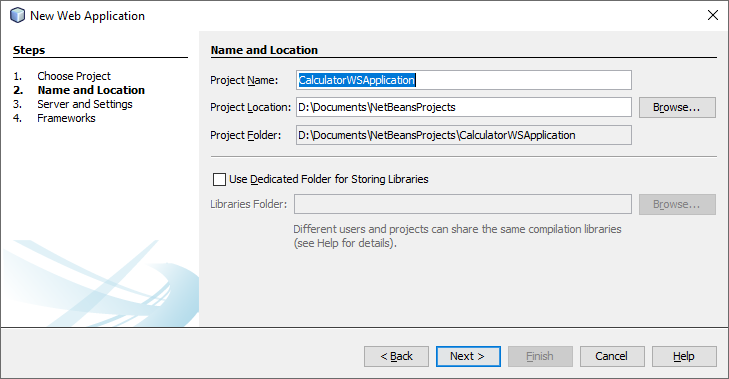 New Web Application
Steps
1. Choose Project
2. Name and Location
3. Server and Settings
4. Frameworks
Name and Location
Project Name: CalculatorWSApplication
Project Location: D:\Documents\NetBeansProjects Browse...
Project Folder: D:\Documents\NetBeansProjects\CalculatorWSApplication
Use Dedicated Folder for Storing Libraries
Libraries Folder: Browse...
Different users and projects can share the same compilation libraries
(see Help for details).
< Back Next > Finish Cancel Help